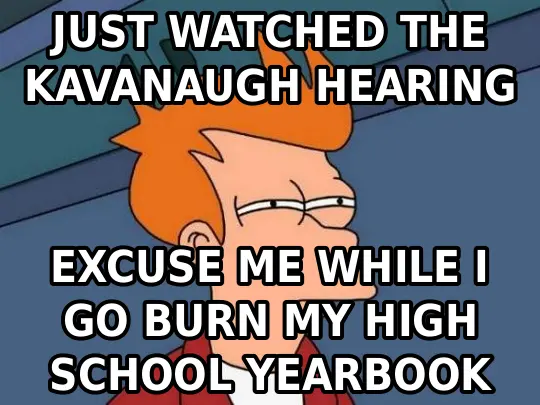 JUST WATCHED THE
KAVANAUGH HEARING
EXCUSE ME WHILE I
GO BURN MY HIGH
SCHOOL YEARBOOK